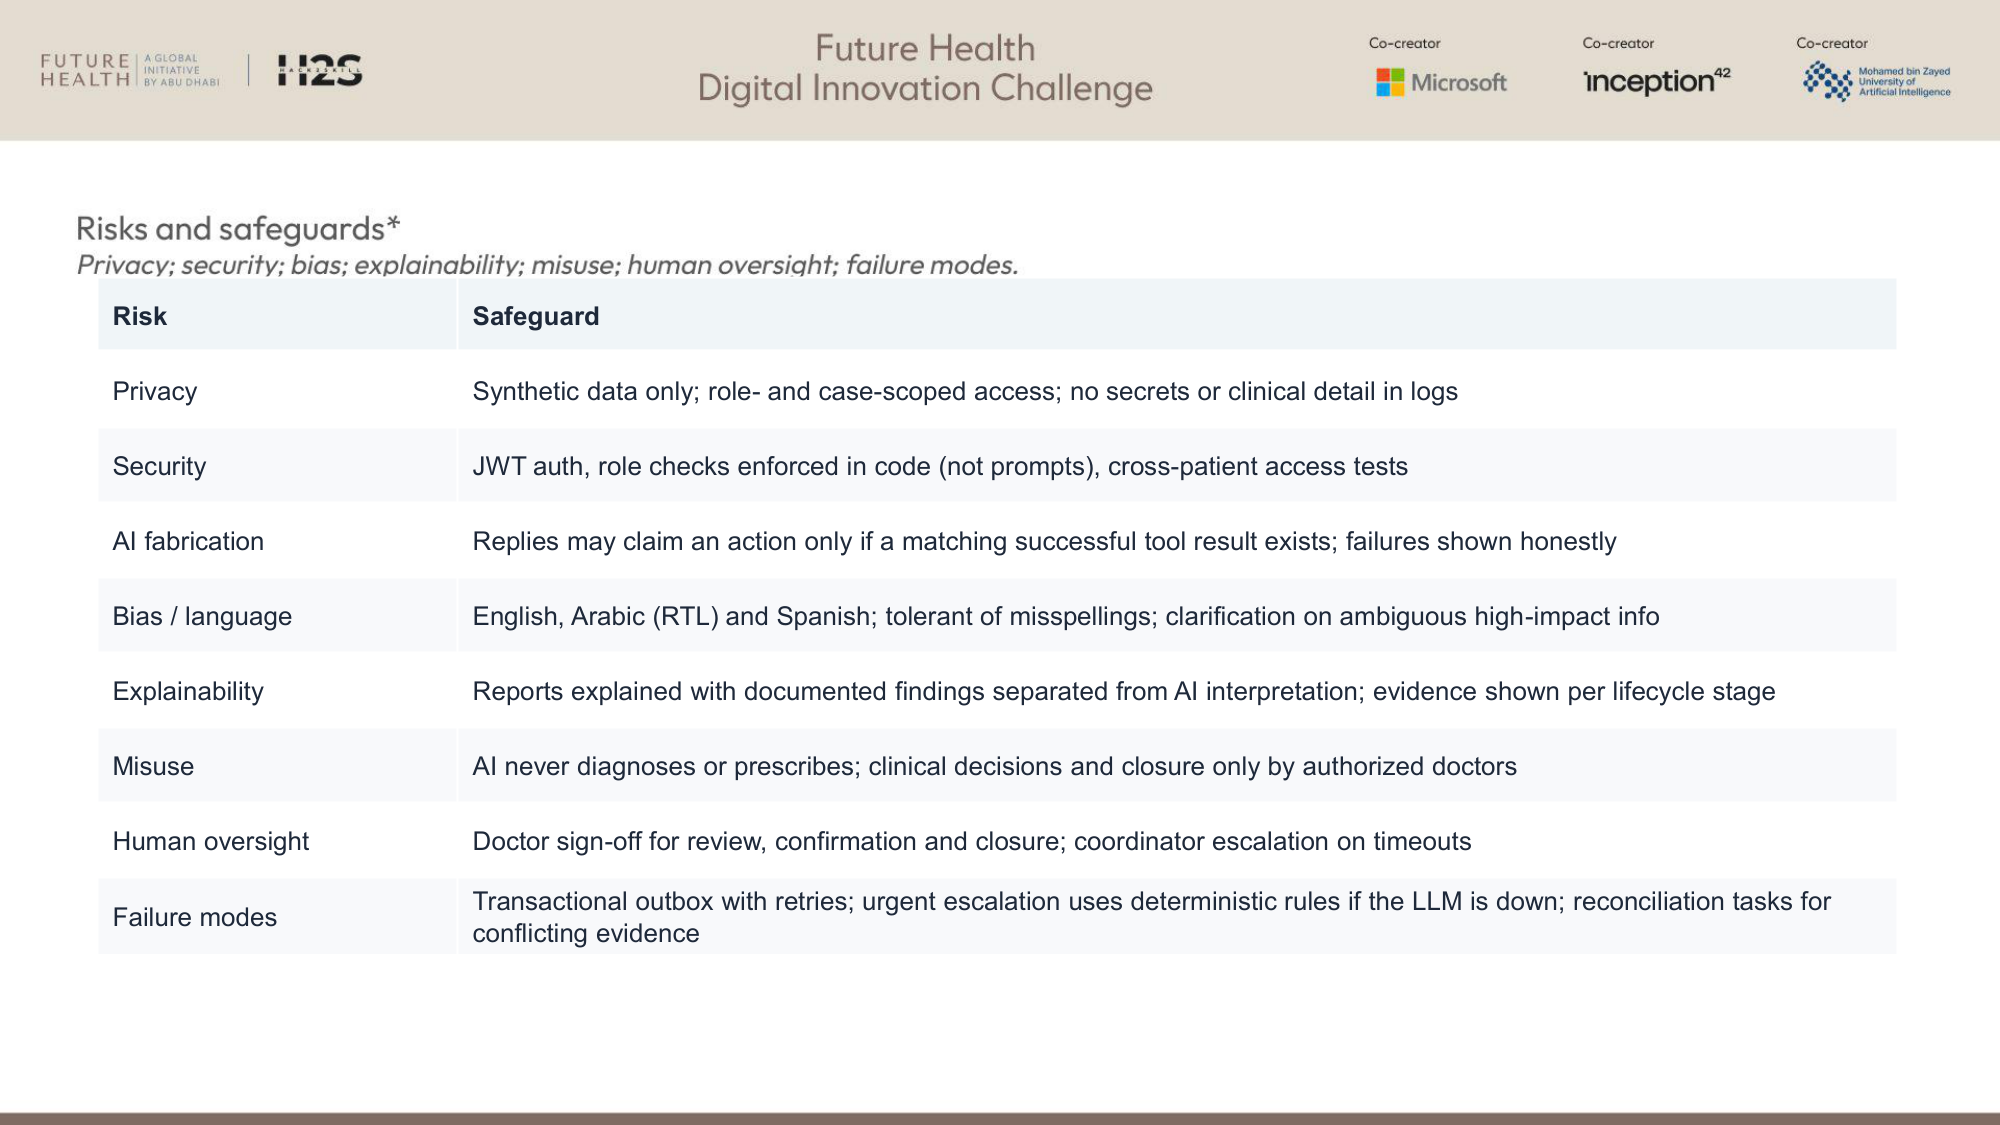 FUTURE HEALTH
A GLOBAL INITIATIVE BY ABU DHABI
H2S
HACK2SKILL
Future Health
Digital Innovation Challenge
Co-creator
Microsoft
Co-creator
inception42
Co-creator
Mohamed bin Zayed
University of
Artificial Intelligence
Risks and safeguards*
Privacy; security; bias; explainability; misuse; human oversight; failure modes.
Risk Safeguard
Privacy Synthetic data only; role- and case-scoped access; no secrets or clinical detail in logs
Security JWT auth, role checks enforced in code (not prompts), cross-patient access tests
AI fabrication Replies may claim an action only if a matching successful tool result exists; failures shown honestly
Bias / language English, Arabic (RTL) and Spanish; tolerant of misspellings; clarification on ambiguous high-impact info
Explainability Reports explained with documented findings separated from AI interpretation; evidence shown per lifecycle stage
Misuse AI never diagnoses or prescribes; clinical decisions and closure only by authorized doctors
Human oversight Doctor sign-off for review, confirmation and closure; coordinator escalation on timeouts
Failure modes Transactional outbox with retries; urgent escalation uses deterministic rules if the LLM is down; reconciliation tasks for
conflicting evidence